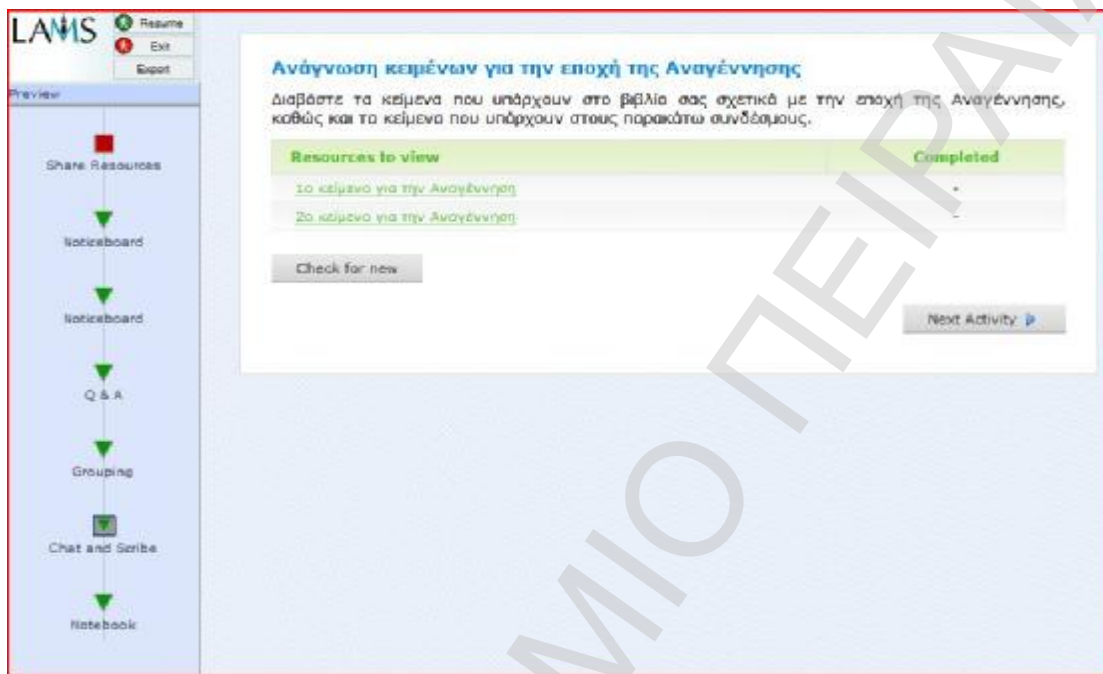 LAMS
Resume
Exit
Export
Preview
Share Resources
Noticeboard
Noticeboard
Q & A
Grouping
Chat and Scribe
Notebook
Ανάγνωση κειμένων για την εποχή της Αναγέννησης
Διαβάστε τα κείμενα που υπάρχουν στο βιβλίο σας σχετικά με την εποχή της Αναγέννησης,
καθώς και τα κείμενα που υπάρχουν στους παρακάτω συνδέσμους.
Resources to view Completed
1ο κείμενο για την Αναγέννηση -
2ο κείμενο για την Αναγέννηση -
Check for new
Next Activity
ΜΙΟ ΠΕΙΡΑΙ